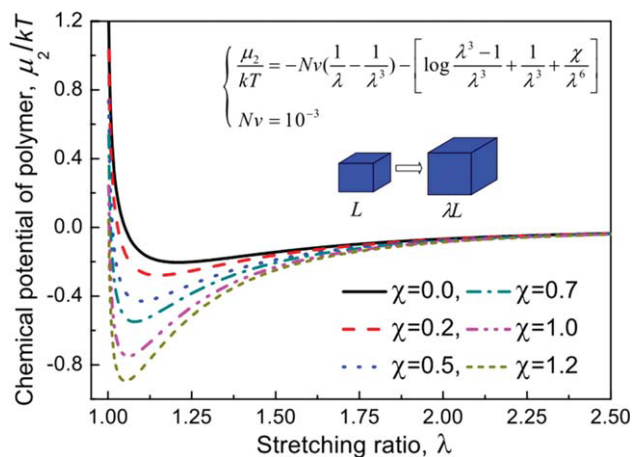 Chemical potential of polymer, μ₂/kT
1.2
0.8
0.4
0.0
-0.4
-0.8
μ₂/kT = -Nv(1/λ - 1/λ³) - [log (λ³-1)/λ³ + 1/λ³ + χ/λ⁶]
Nv = 10⁻³
L
λL
χ=0.0, χ=0.7
χ=0.2, χ=1.0
χ=0.5, χ=1.2
1.00 1.25 1.50 1.75 2.00 2.25 2.50
Stretching ratio, λ